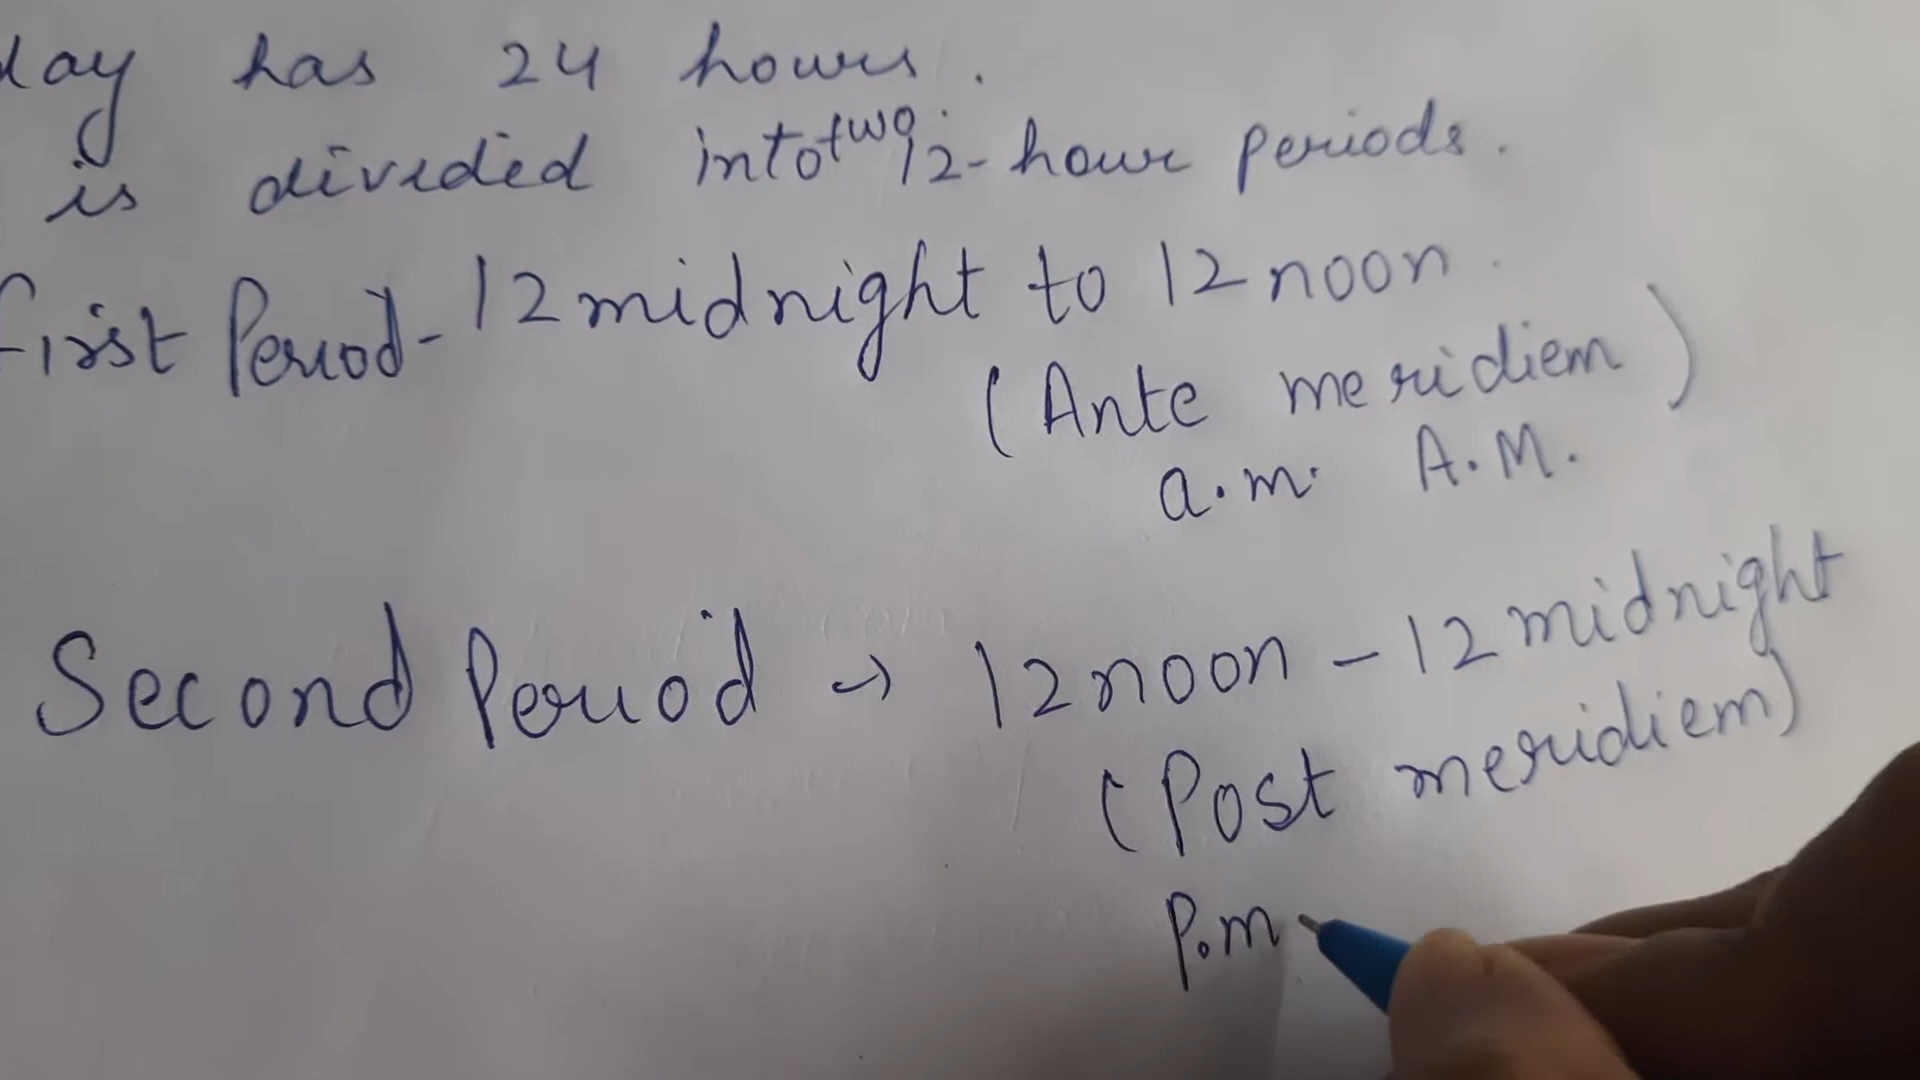 day has 24 hours.
is divided into two 12-hour periods.
First Period - 12 midnight to 12 noon.
(Ante meridiem)
a.m. A.M.
Second Period → 12 noon - 12 midnight
(Post meridiem)
P.m